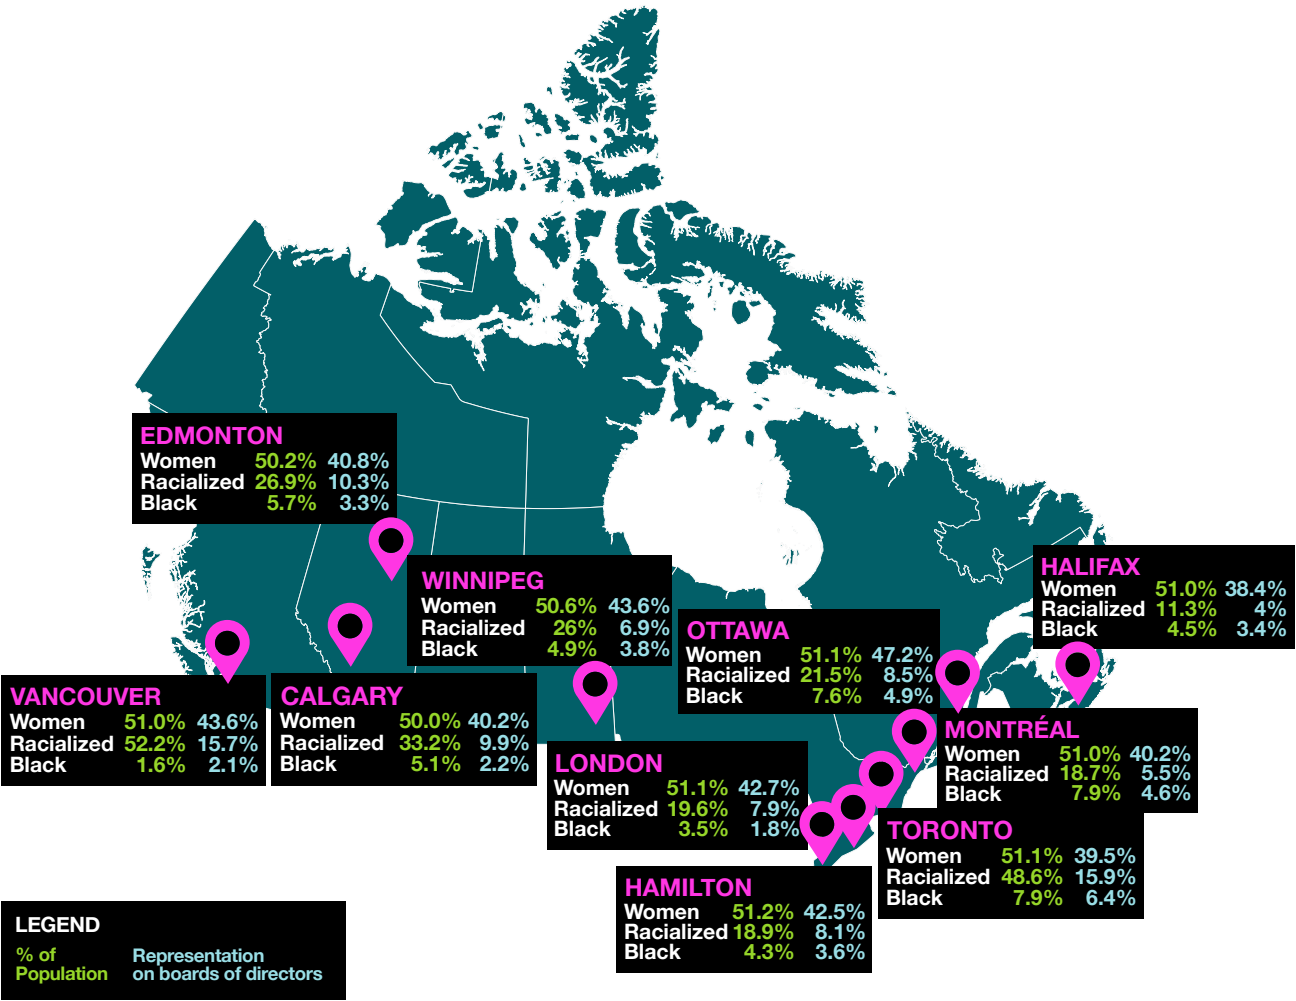 EDMONTON
Women 50.2% 40.8%
Racialized 26.9% 10.3%
Black 5.7% 3.3%
WINNIPEG
Women 50.6% 43.6%
Racialized 26% 6.9%
Black 4.9% 3.8%
HALIFAX
Women 51.0% 38.4%
Racialized 11.3% 4%
Black 4.5% 3.4%
OTTAWA
Women 51.1% 47.2%
Racialized 21.5% 8.5%
Black 7.6% 4.9%
VANCOUVER
Women 51.0% 43.6%
Racialized 52.2% 15.7%
Black 1.6% 2.1%
CALGARY
Women 50.0% 40.2%
Racialized 33.2% 9.9%
Black 5.1% 2.2%
MONTRÉAL
Women 51.0% 40.2%
Racialized 18.7% 5.5%
Black 7.9% 4.6%
LONDON
Women 51.1% 42.7%
Racialized 19.6% 7.9%
Black 3.5% 1.8%
TORONTO
Women 51.1% 39.5%
Racialized 48.6% 15.9%
Black 7.9% 6.4%
HAMILTON
Women 51.2% 42.5%
Racialized 18.9% 8.1%
Black 4.3% 3.6%
LEGEND
% of
Population
Representation
on boards of directors